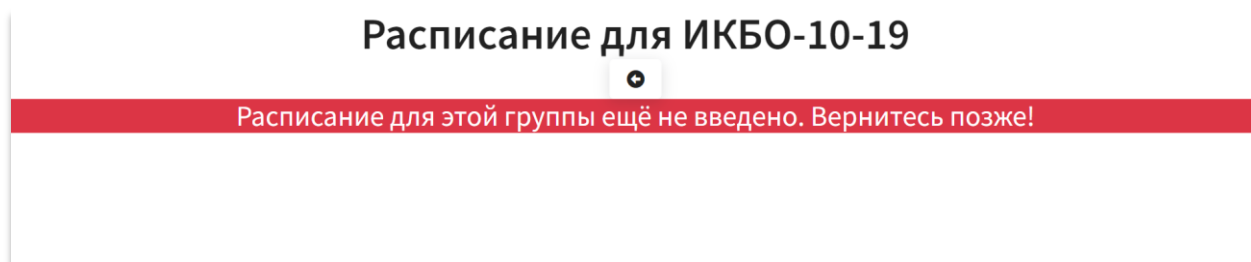 Расписание для ИКБО-10-19
Расписание для этой группы ещё не введено. Вернитесь позже!